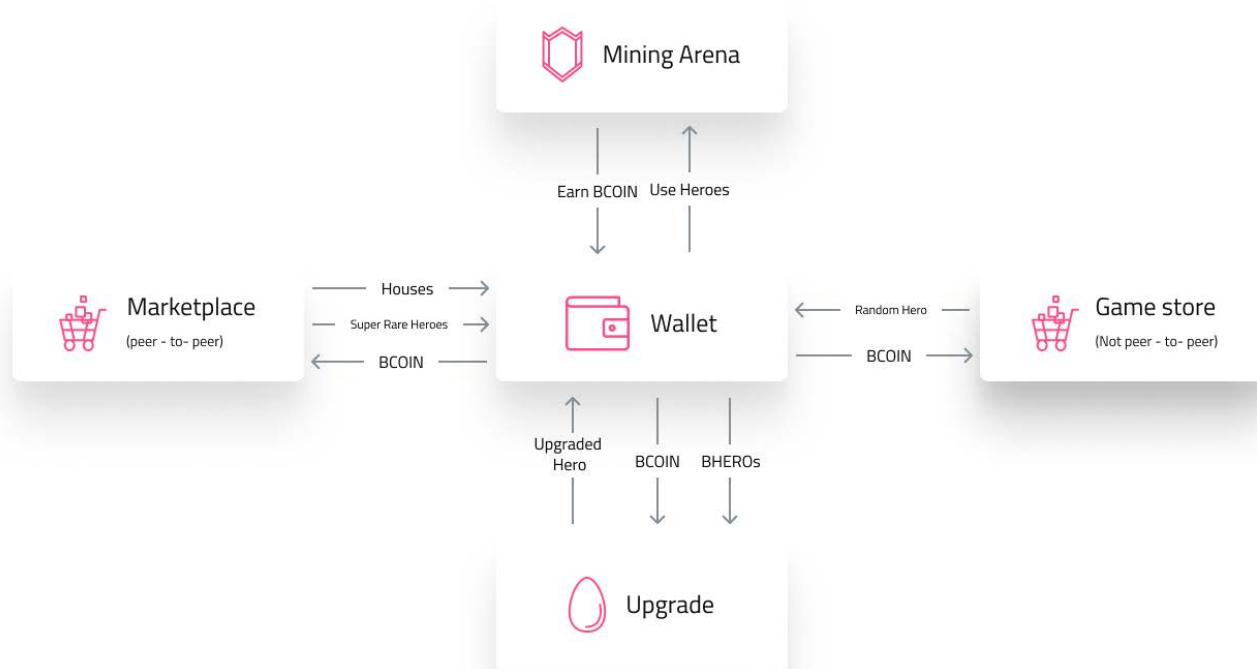 Mining Arena
Earn BCOIN
Use Heroes
Marketplace
(peer - to- peer)
Houses
Super Rare Heroes
BCOIN
Wallet
Random Hero
BCOIN
Game store
(Not peer - to- peer)
Upgraded
Hero
BCOIN
BHEROs
Upgrade